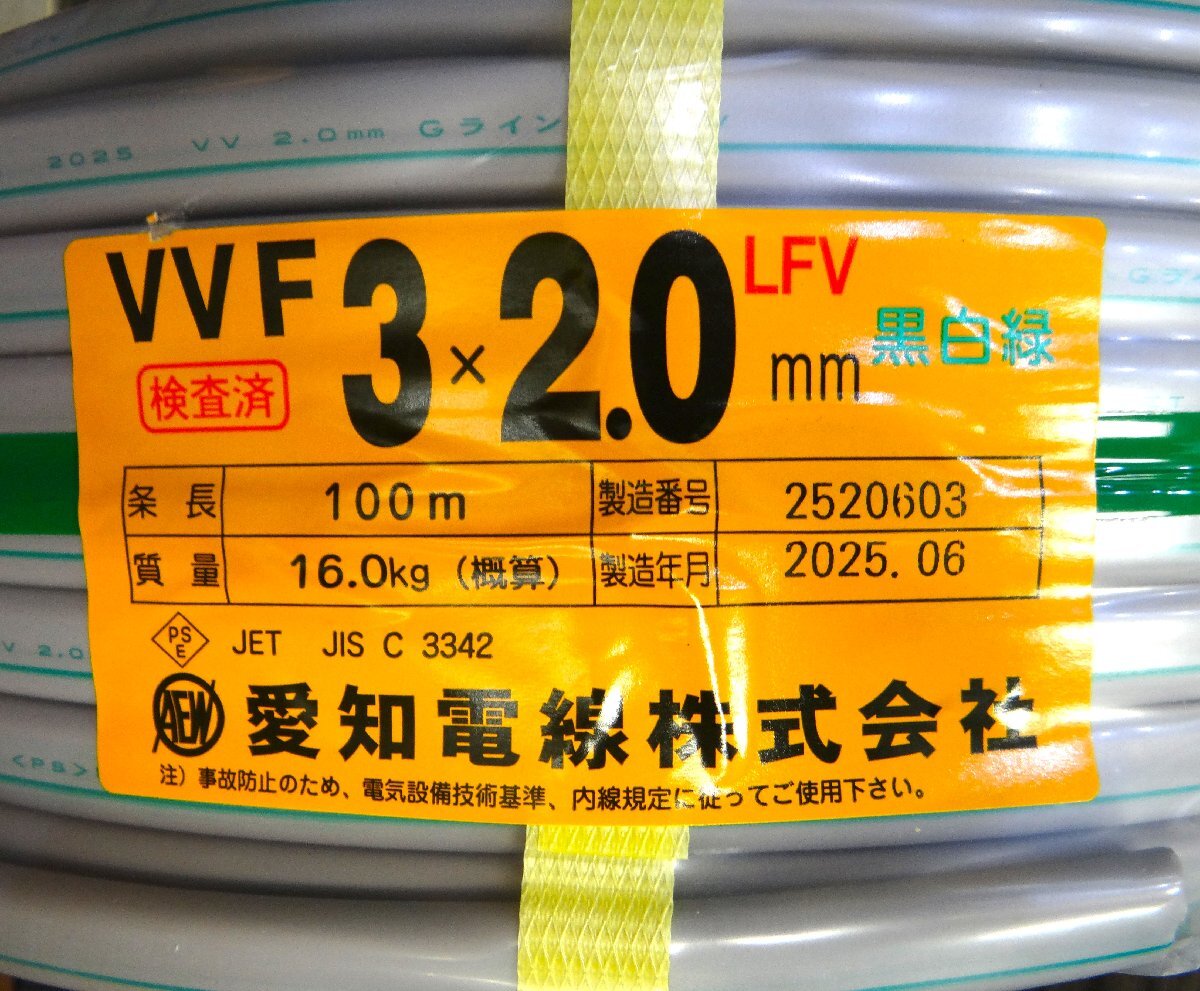 2025 VV 2.0mm Gライン
VVF 3×2.0mm LFV 黒白緑
検査済
条長 100m 製造番号 2520603
質量 16.0kg (概算) 製造年月 2025.06
PS E JET JIS C 3342
AEW 愛知電線株式会社
注) 事故防止のため、電気設備技術基準、内線規定に従ってご使用下さい。
V 2.0
<PS>